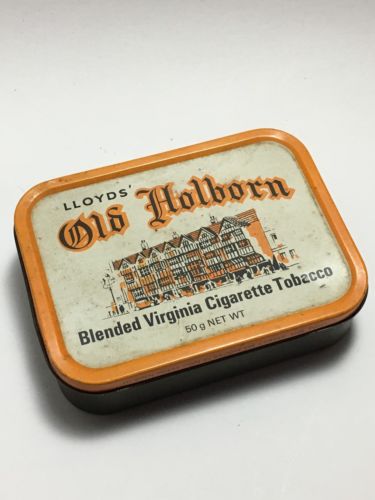 LLOYDS'
Old Holborn
Blended Virginia Cigarette Tobacco
50 g NET WT